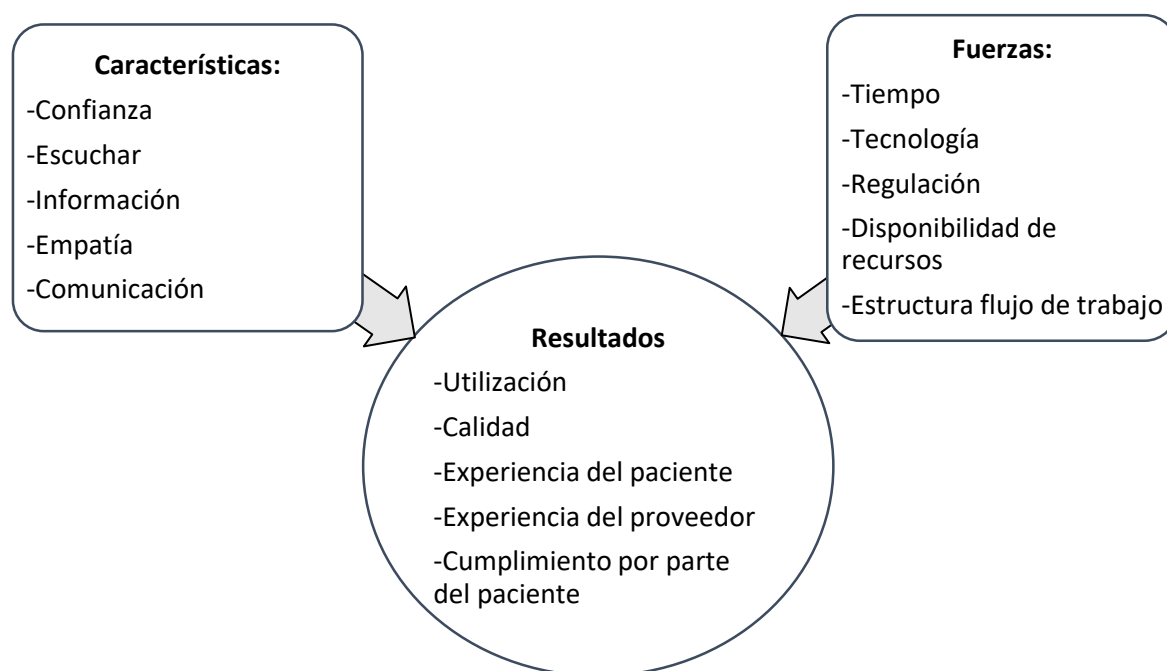 Características:
-Confianza
-Escuchar
-Información
-Empatía
-Comunicación
Fuerzas:
-Tiempo
-Tecnología
-Regulación
-Disponibilidad de
recursos
-Estructura flujo de trabajo
Resultados
-Utilización
-Calidad
-Experiencia del paciente
-Experiencia del proveedor
-Cumplimiento por parte
del paciente